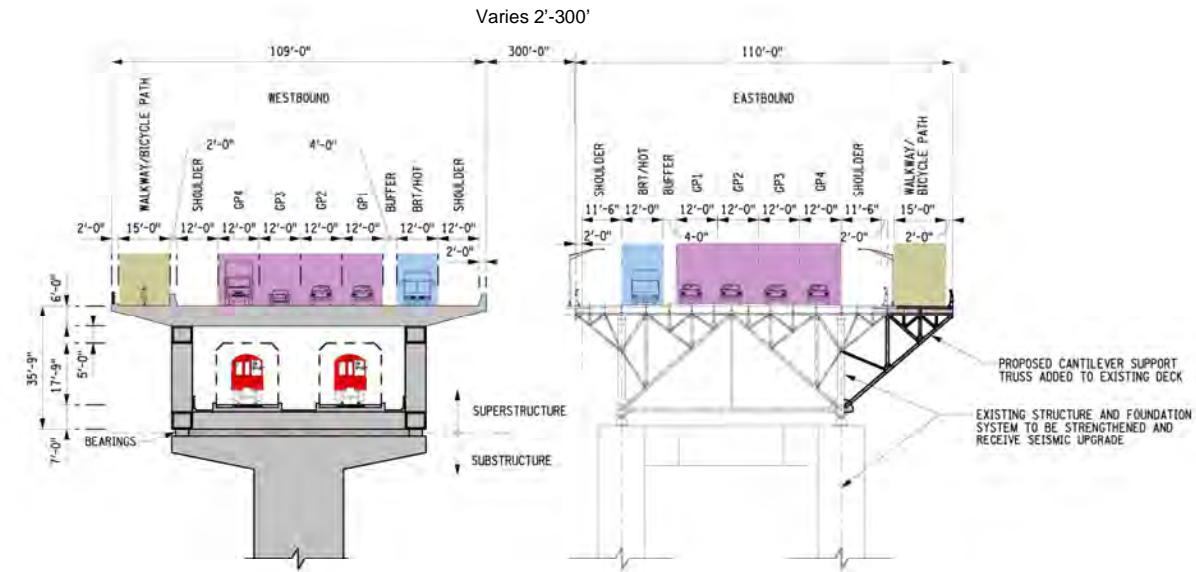 Varies 2'-300'
109'-0"
300'-0"
110'-0"
WESTBOUND
EASTBOUND
WALKWAY/BICYCLE PATH
SHOULDER
2'-0"
GP4
GP3
GP2
GP1
4'-0"
BUFFER
BRT/HOT
SHOULDER
SHOULDER
BRT/HOT
BUFFER
GP1
GP2
GP3
GP4
SHOULDER
WALKWAY/
BICYCLE PATH
2'-0"
15'-0"
12'-0"
12'-0"
12'-0"
12'-0"
12'-0"
12'-0"
12'-0"
2'-0"
11'-6"
12'-0"
12'-0"
12'-0"
12'-0"
12'-0"
11'-6"
15'-0"
2'-0"
4-0"
2'-0"
2'-0"
6'-0"
35'-9"
17'-9"
5'-0"
7'-0"
BEARINGS
SUPERSTRUCTURE
SUBSTRUCTURE
PROPOSED CANTILEVER SUPPORT
TRUSS ADDED TO EXISTING DECK
EXISTING STRUCTURE AND FOUNDATION
SYSTEM TO BE STRENGTHENED AND
RECEIVE SEISMIC UPGRADE